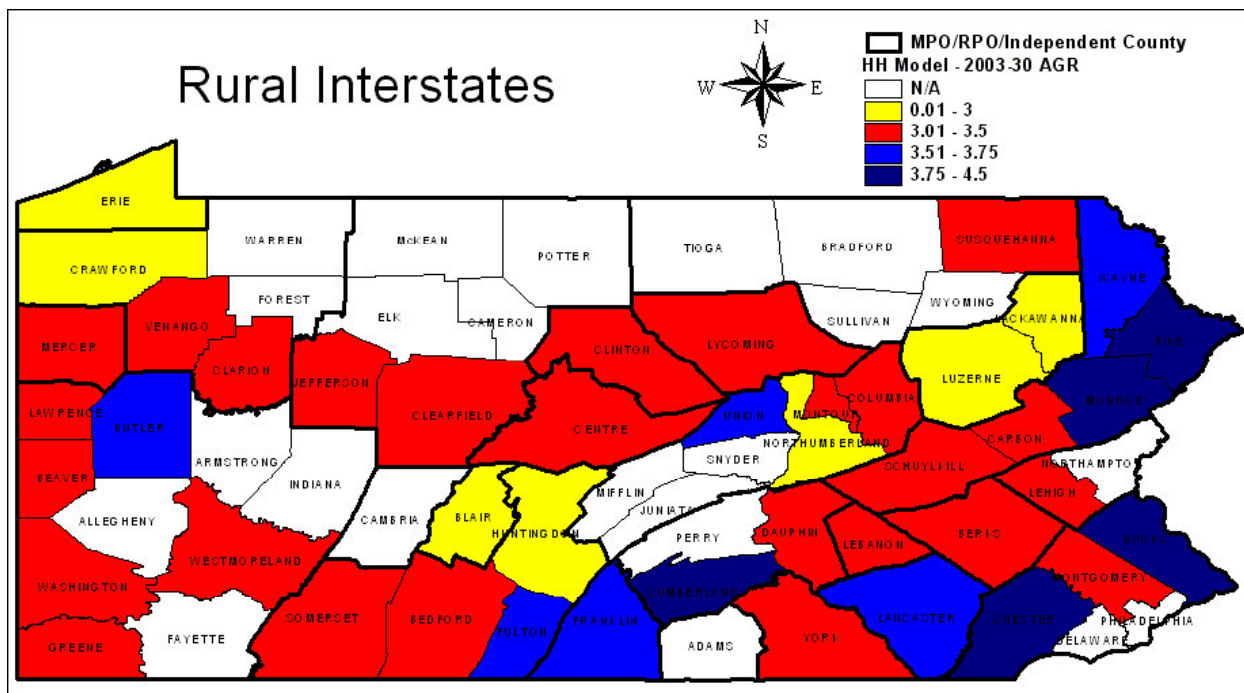 Rural Interstates
N
W
E
S
MPO/RPO/Independent County
HH Model - 2003-30 AGR
N/A
0.01 - 3
3.01 - 3.5
3.51 - 3.75
3.75 - 4.5
ERIE
WARREN
McKEAN
POTTER
TIOGA
BRADFORD
SUSQUEHANNA
CRAWFORD
WAYNE
FOREST
WYOMING
VENANGO
ELK
CAMERON
SULLIVAN
LACKAWANNA
PIKE
MERCER
CLARION
JEFFERSON
CLINTON
LYCOMING
LUZERNE
LAWRENCE
BUTLER
CLEARFIELD
CENTRE
UNION
MONTOUR
COLUMBIA
MONROE
NORTHUMBERLAND
CARBON
BEAVER
ARMSTRONG
SNYDER
SCHUYLKILL
NORTHAMPTO
INDIANA
MIFFLIN
LEHIGH
ALLEGHENY
CAMBRIA
BLAIR
HUNTINGDON
JUNIATA
PERRY
DAUPHIN
LEBANON
BERKS
BUCKS
WESTMORELAND
WASHINGTON
CUMBERLAND
MONTGOMERY
GREENE
FAYETTE
SOMERSET
BEDFORD
FULTON
FRANKLIN
ADAMS
YORK
LANCASTER
CHESTER
DELAWARE
PHILADELPHIA